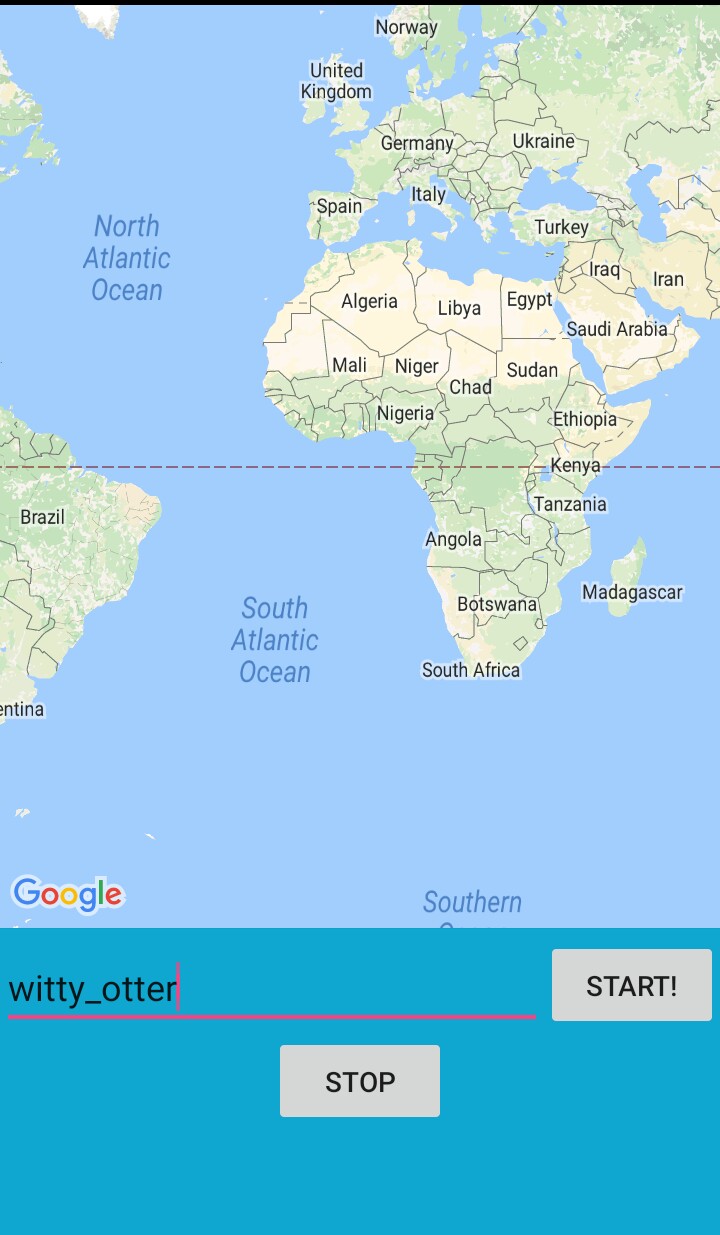 Norway
United
Kingdom
Germany
Ukraine
Italy
Spain
Turkey
North
Atlantic
Ocean
Iraq
Iran
Algeria
Libya
Egypt
Saudi Arabia
Mali
Niger
Sudan
Chad
Nigeria
Ethiopia
Kenya
Brazil
Tanzania
Angola
Madagascar
Botswana
South
Atlantic
Ocean
South Africa
entina
Google
Southern
witty_otter
START!
STOP